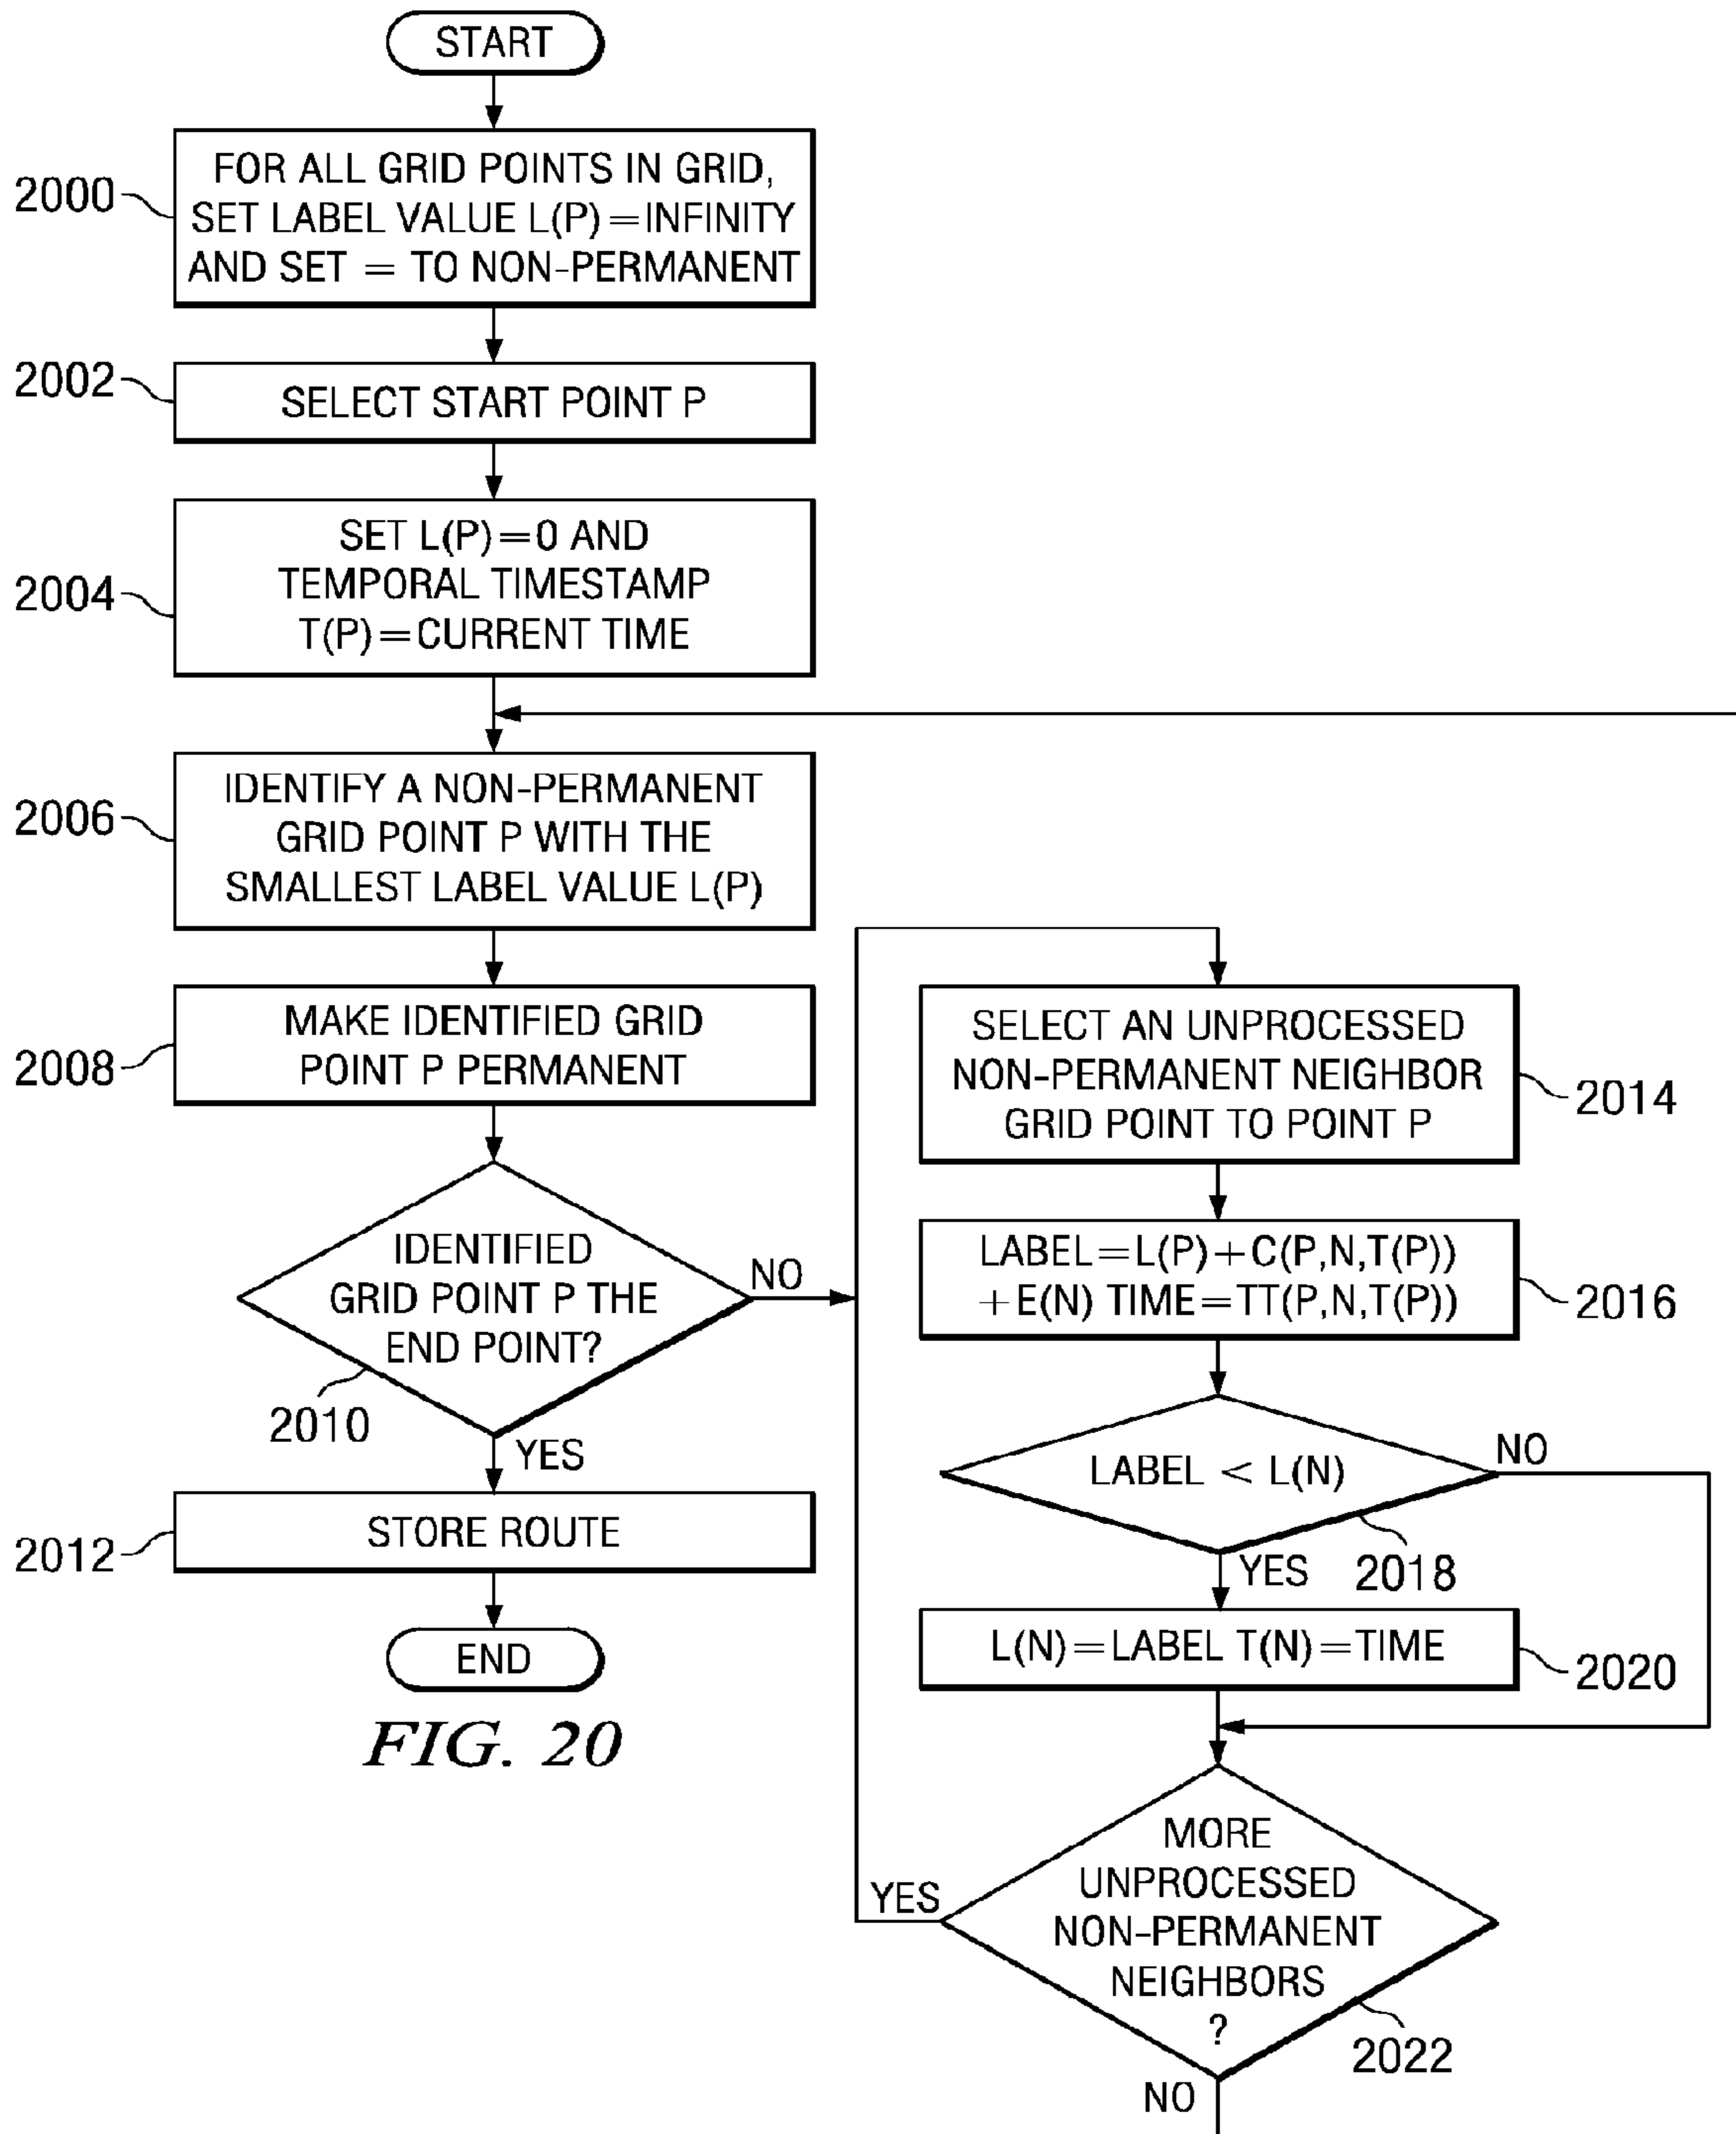 START
2000
FOR ALL GRID POINTS IN GRID,
SET LABEL VALUE L(P)=INFINITY
AND SET = TO NON-PERMANENT
2002
SELECT START POINT P
2004
SET L(P)=0 AND
TEMPORAL TIMESTAMP
T(P)=CURRENT TIME
2006
IDENTIFY A NON-PERMANENT
GRID POINT P WITH THE
SMALLEST LABEL VALUE L(P)
2008
MAKE IDENTIFIED GRID
POINT P PERMANENT
IDENTIFIED
GRID POINT P THE
END POINT?
NO
2010
YES
2012
STORE ROUTE
END
FIG. 20
SELECT AN UNPROCESSED
NON-PERMANENT NEIGHBOR
GRID POINT TO POINT P
2014
LABEL=L(P)+C(P,N,T(P))
+E(N) TIME=TT(P,N,T(P))
2016
LABEL < L(N)
NO
2018
YES
L(N)=LABEL T(N)=TIME
2020
MORE
UNPROCESSED
NON-PERMANENT
NEIGHBORS
?
YES
2022
NO